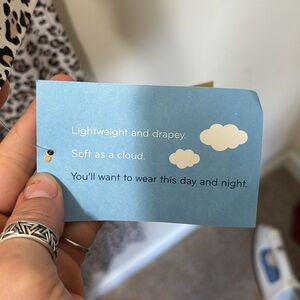 Lightweight and drapey.
Soft as a cloud.
You'll want to wear this day and night.